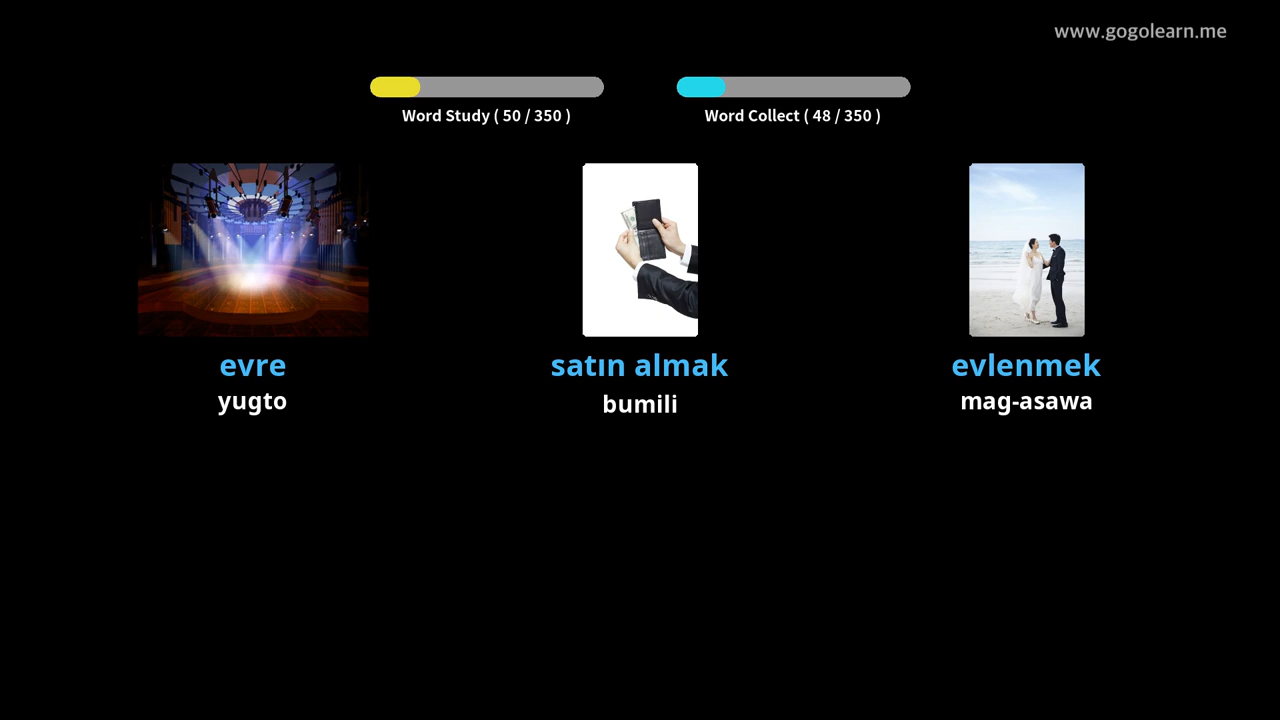 www.gogolearn.me
Word Study ( 50 / 350 )
Word Collect ( 48 / 350 )
evre
yugto
satın almak
bumili
evlenmek
mag-asawa